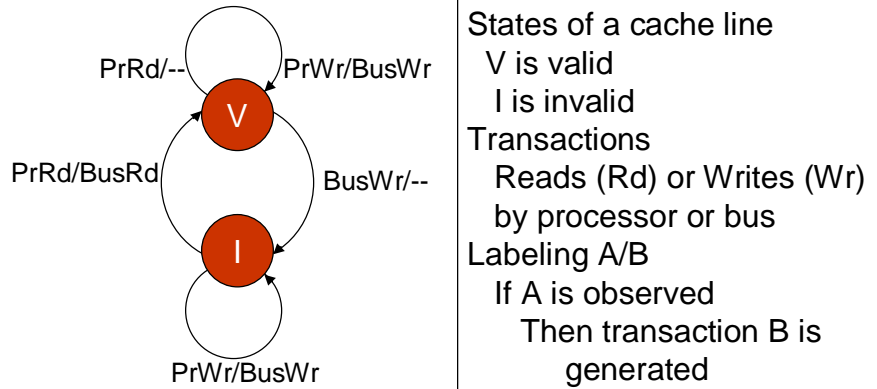 PrRd/--
PrWr/BusWr
V
PrRd/BusRd
BusWr/--
I
PrWr/BusWr
States of a cache line
V is valid
I is invalid
Transactions
Reads (Rd) or Writes (Wr)
by processor or bus
Labeling A/B
If A is observed
Then transaction B is
generated